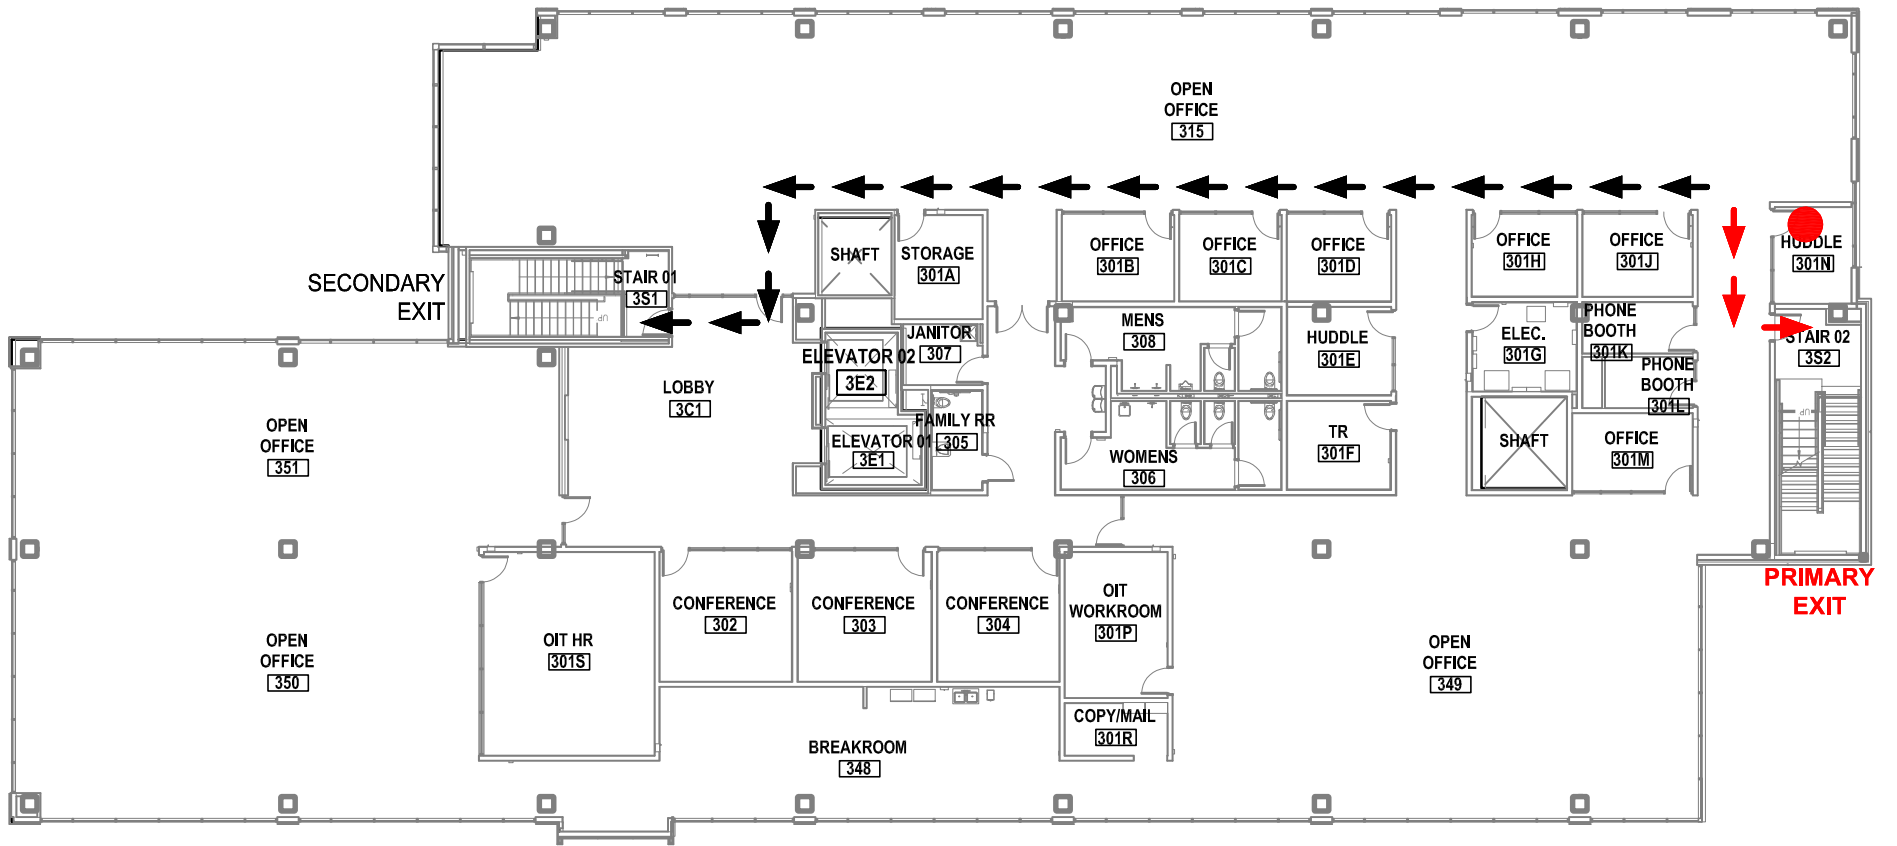 OPEN
OFFICE
315
SHAFT
STORAGE
301A
OFFICE
301B
OFFICE
301C
OFFICE
301D
OFFICE
301H
OFFICE
301J
HUDDLE
301N
SECONDARY
EXIT
STAIR 01
3S1
UP
JANITOR
307
MENS
308
HUDDLE
301E
ELEC.
301G
PHONE
BOOTH
301K
STAIR 02
3S2
ELEVATOR 02
3E2
LOBBY
3C1
PHONE
BOOTH
301L
UP
OPEN
OFFICE
351
ELEVATOR 01
3E1
FAMILY RR
305
WOMENS
306
TR
301F
SHAFT
OFFICE
301M
PRIMARY
EXIT
OPEN
OFFICE
350
OIT HR
301S
CONFERENCE
302
CONFERENCE
303
CONFERENCE
304
OIT
WORKROOM
301P
OPEN
OFFICE
349
COPY/MAIL
301R
BREAKROOM
348